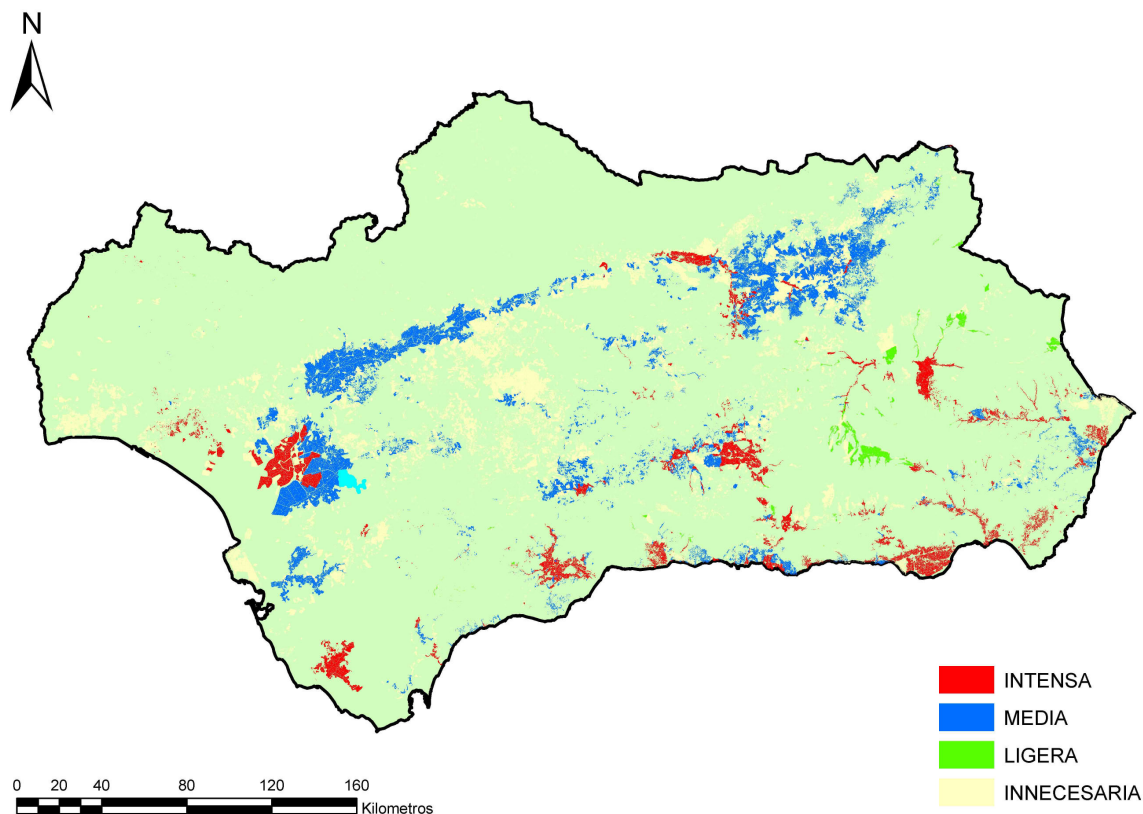 N
INTENSA
MEDIA
LIGERA
INNECESARIA
0 20 40 80 120 160
Kilometros